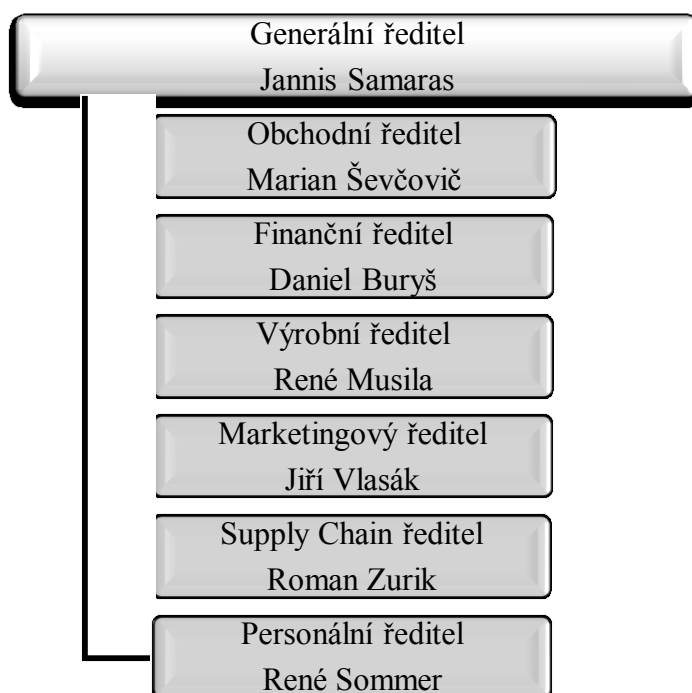 Generální ředitel
Jannis Samaras
Obchodní ředitel
Marian Ševčovič
Finanční ředitel
Daniel Buryš
Výrobní ředitel
René Musila
Marketingový ředitel
Jiří Vlasák
Supply Chain ředitel
Roman Zurik
Personální ředitel
René Sommer